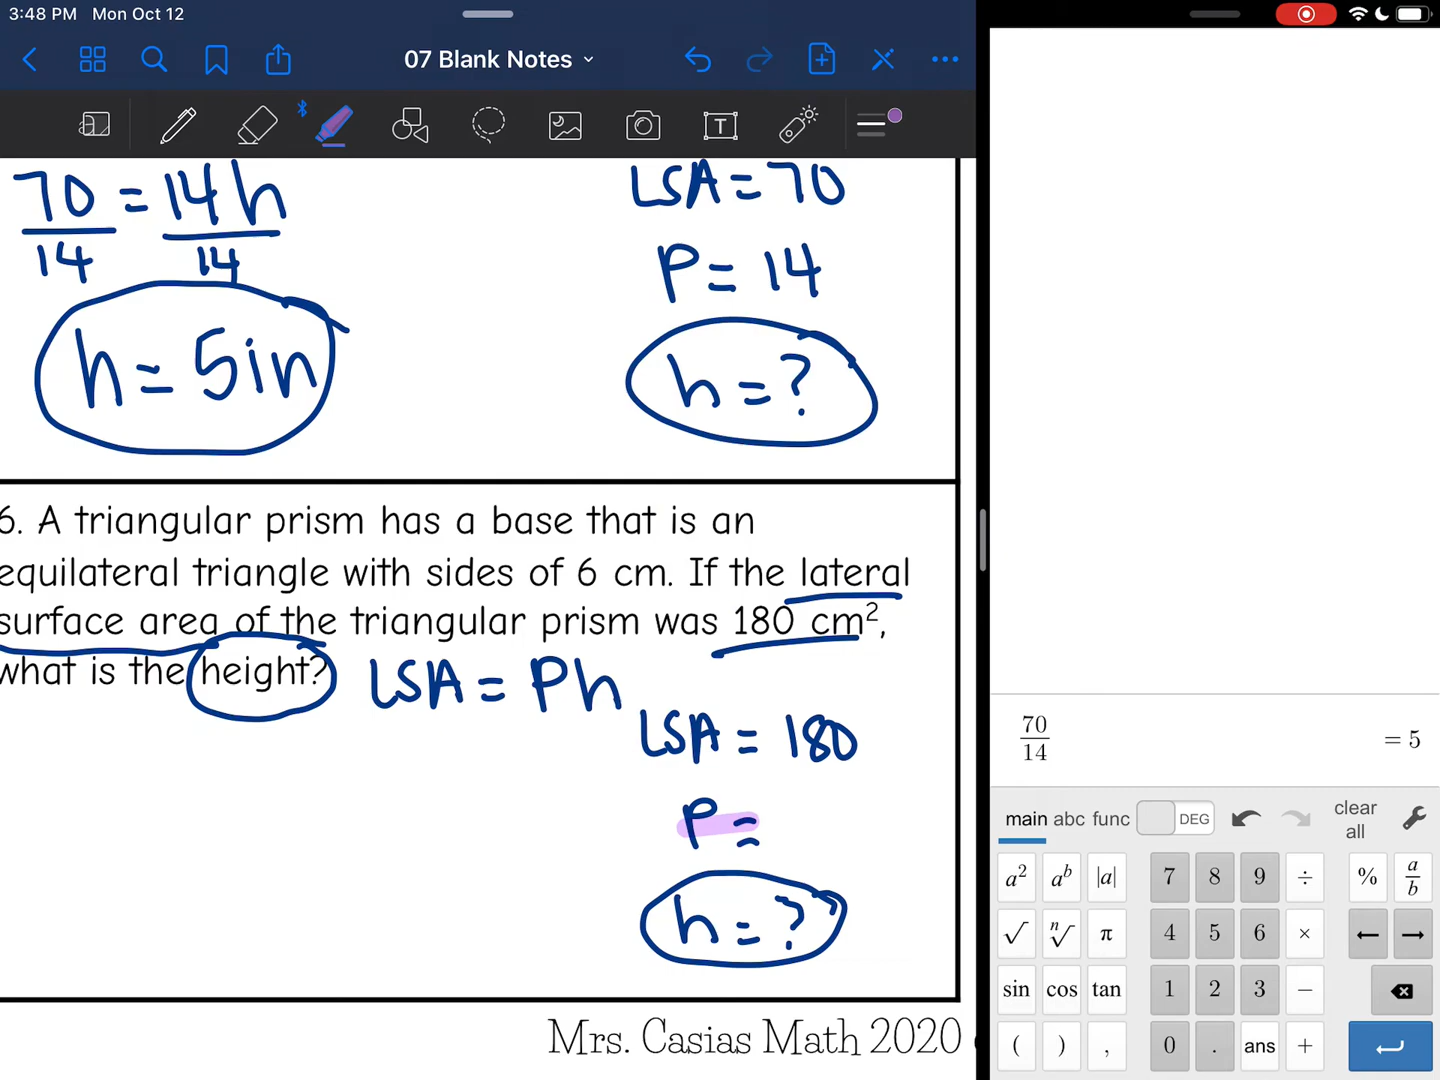 3:48 PM Mon Oct 12
07 Blank Notes
70 = 14h
14 14
h = 5in
LSA = 70
P = 14
h = ?
6. A triangular prism has a base that is an
equilateral triangle with sides of 6 cm. If the lateral
surface area of the triangular prism was 180 cm²,
what is the height?
LSA = Ph
LSA = 180
P =
h = ?
Mrs. Casias Math 2020
70
14
= 5
main abc func DEG clear all
a² aᵇ |a| 7 8 9 ÷ % a/b
√ ⁿ√ π 4 5 6 × ← →
sin cos tan 1 2 3 −
( ) , 0 . ans +